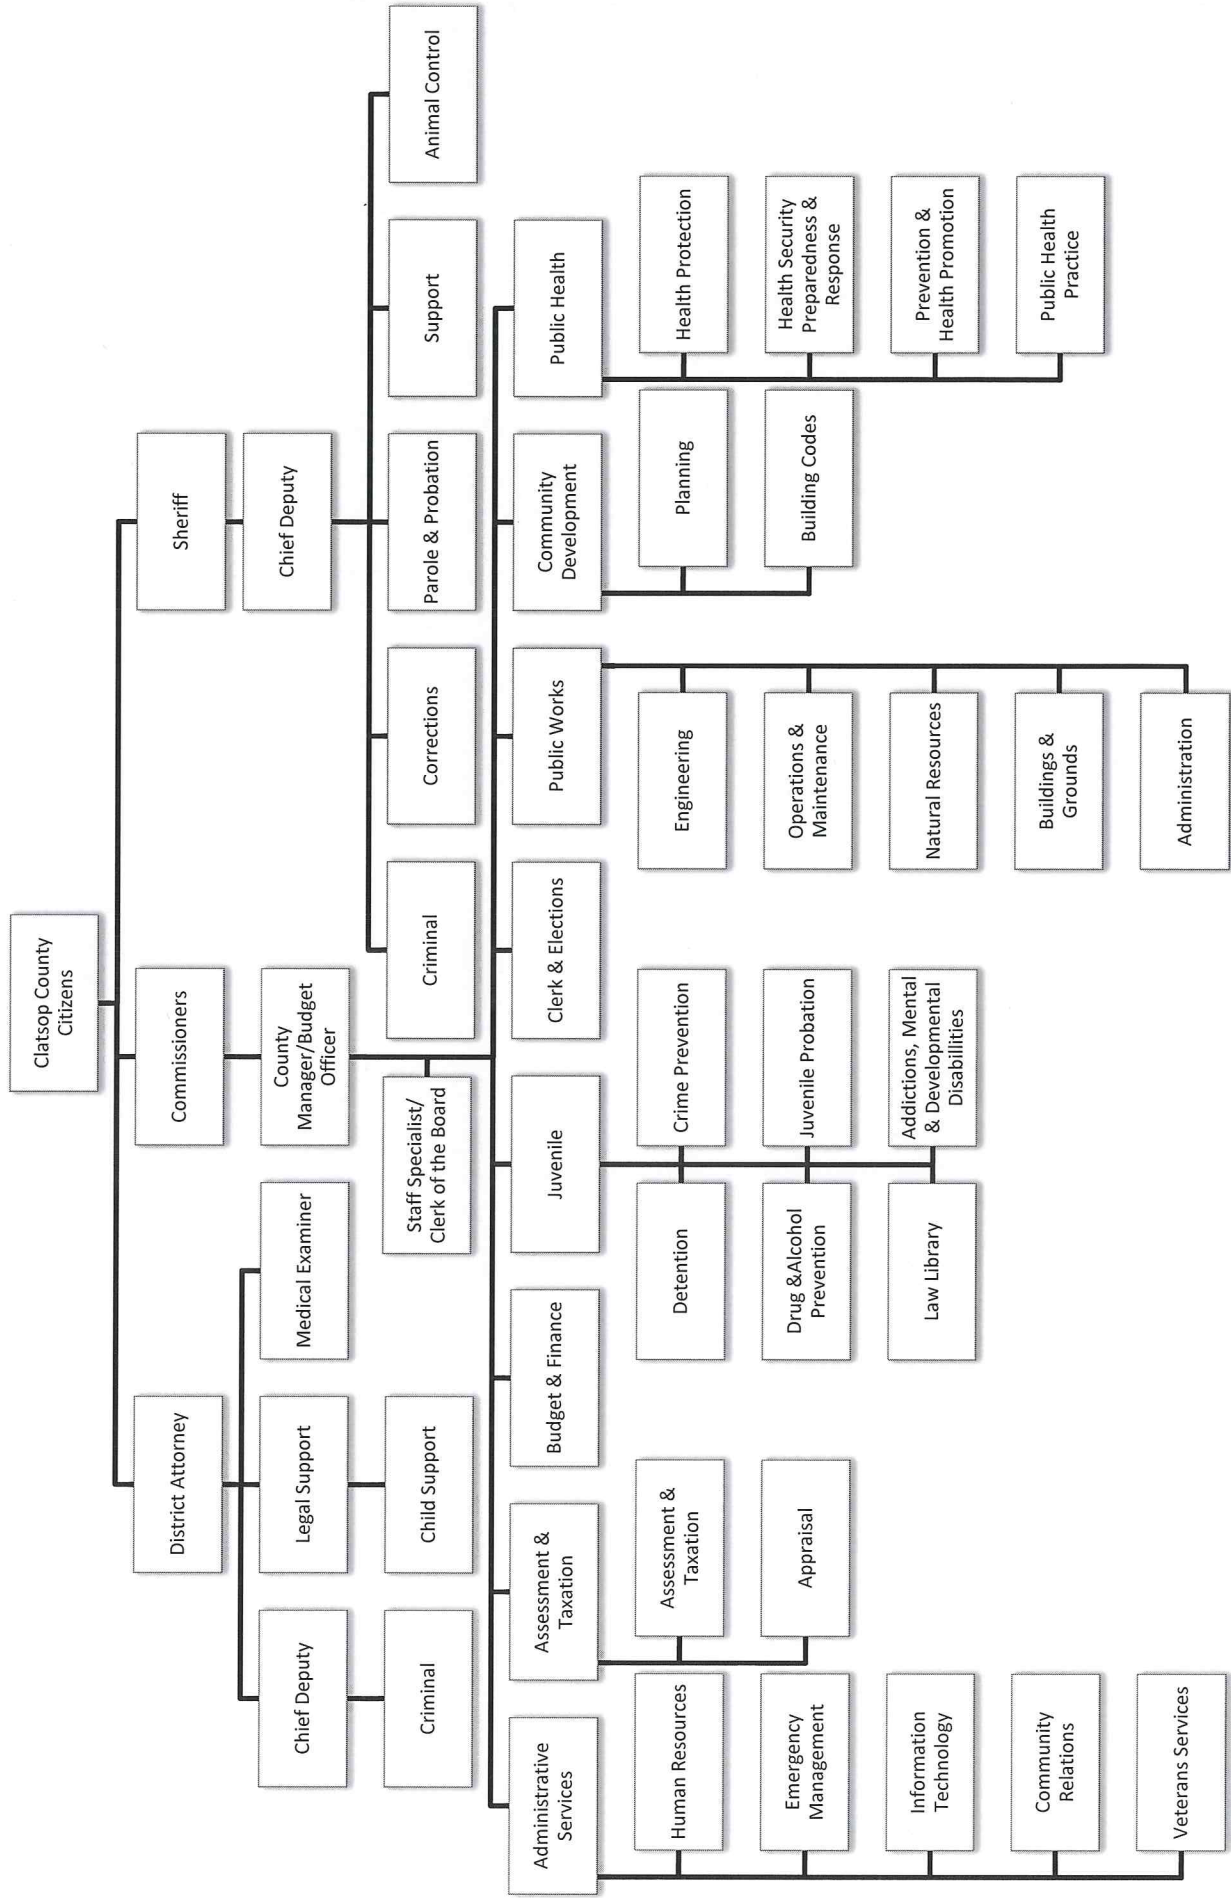 Clatsop County
Citizens
District Attorney
Commissioners
Sheriff
Chief Deputy
Legal Support
Medical Examiner
County
Manager/Budget
Officer
Chief Deputy
Criminal
Child Support
Staff Specialist/
Clerk of the Board
Criminal
Corrections
Parole & Probation
Support
Animal Control
Administrative
Services
Assessment &
Taxation
Budget & Finance
Juvenile
Clerk & Elections
Public Works
Community
Development
Public Health
Human Resources
Emergency
Management
Information
Technology
Community
Relations
Veterans Services
Assessment &
Taxation
Appraisal
Detention
Crime Prevention
Drug &Alcohol
Prevention
Juvenile Probation
Law Library
Addictions, Mental
& Developmental
Disabillities
Engineering
Operations &
Maintenance
Natural Resources
Buildings &
Grounds
Administration
Planning
Building Codes
Health Protection
Health Security
Preparedness &
Response
Prevention &
Health Promotion
Public Health
Practice